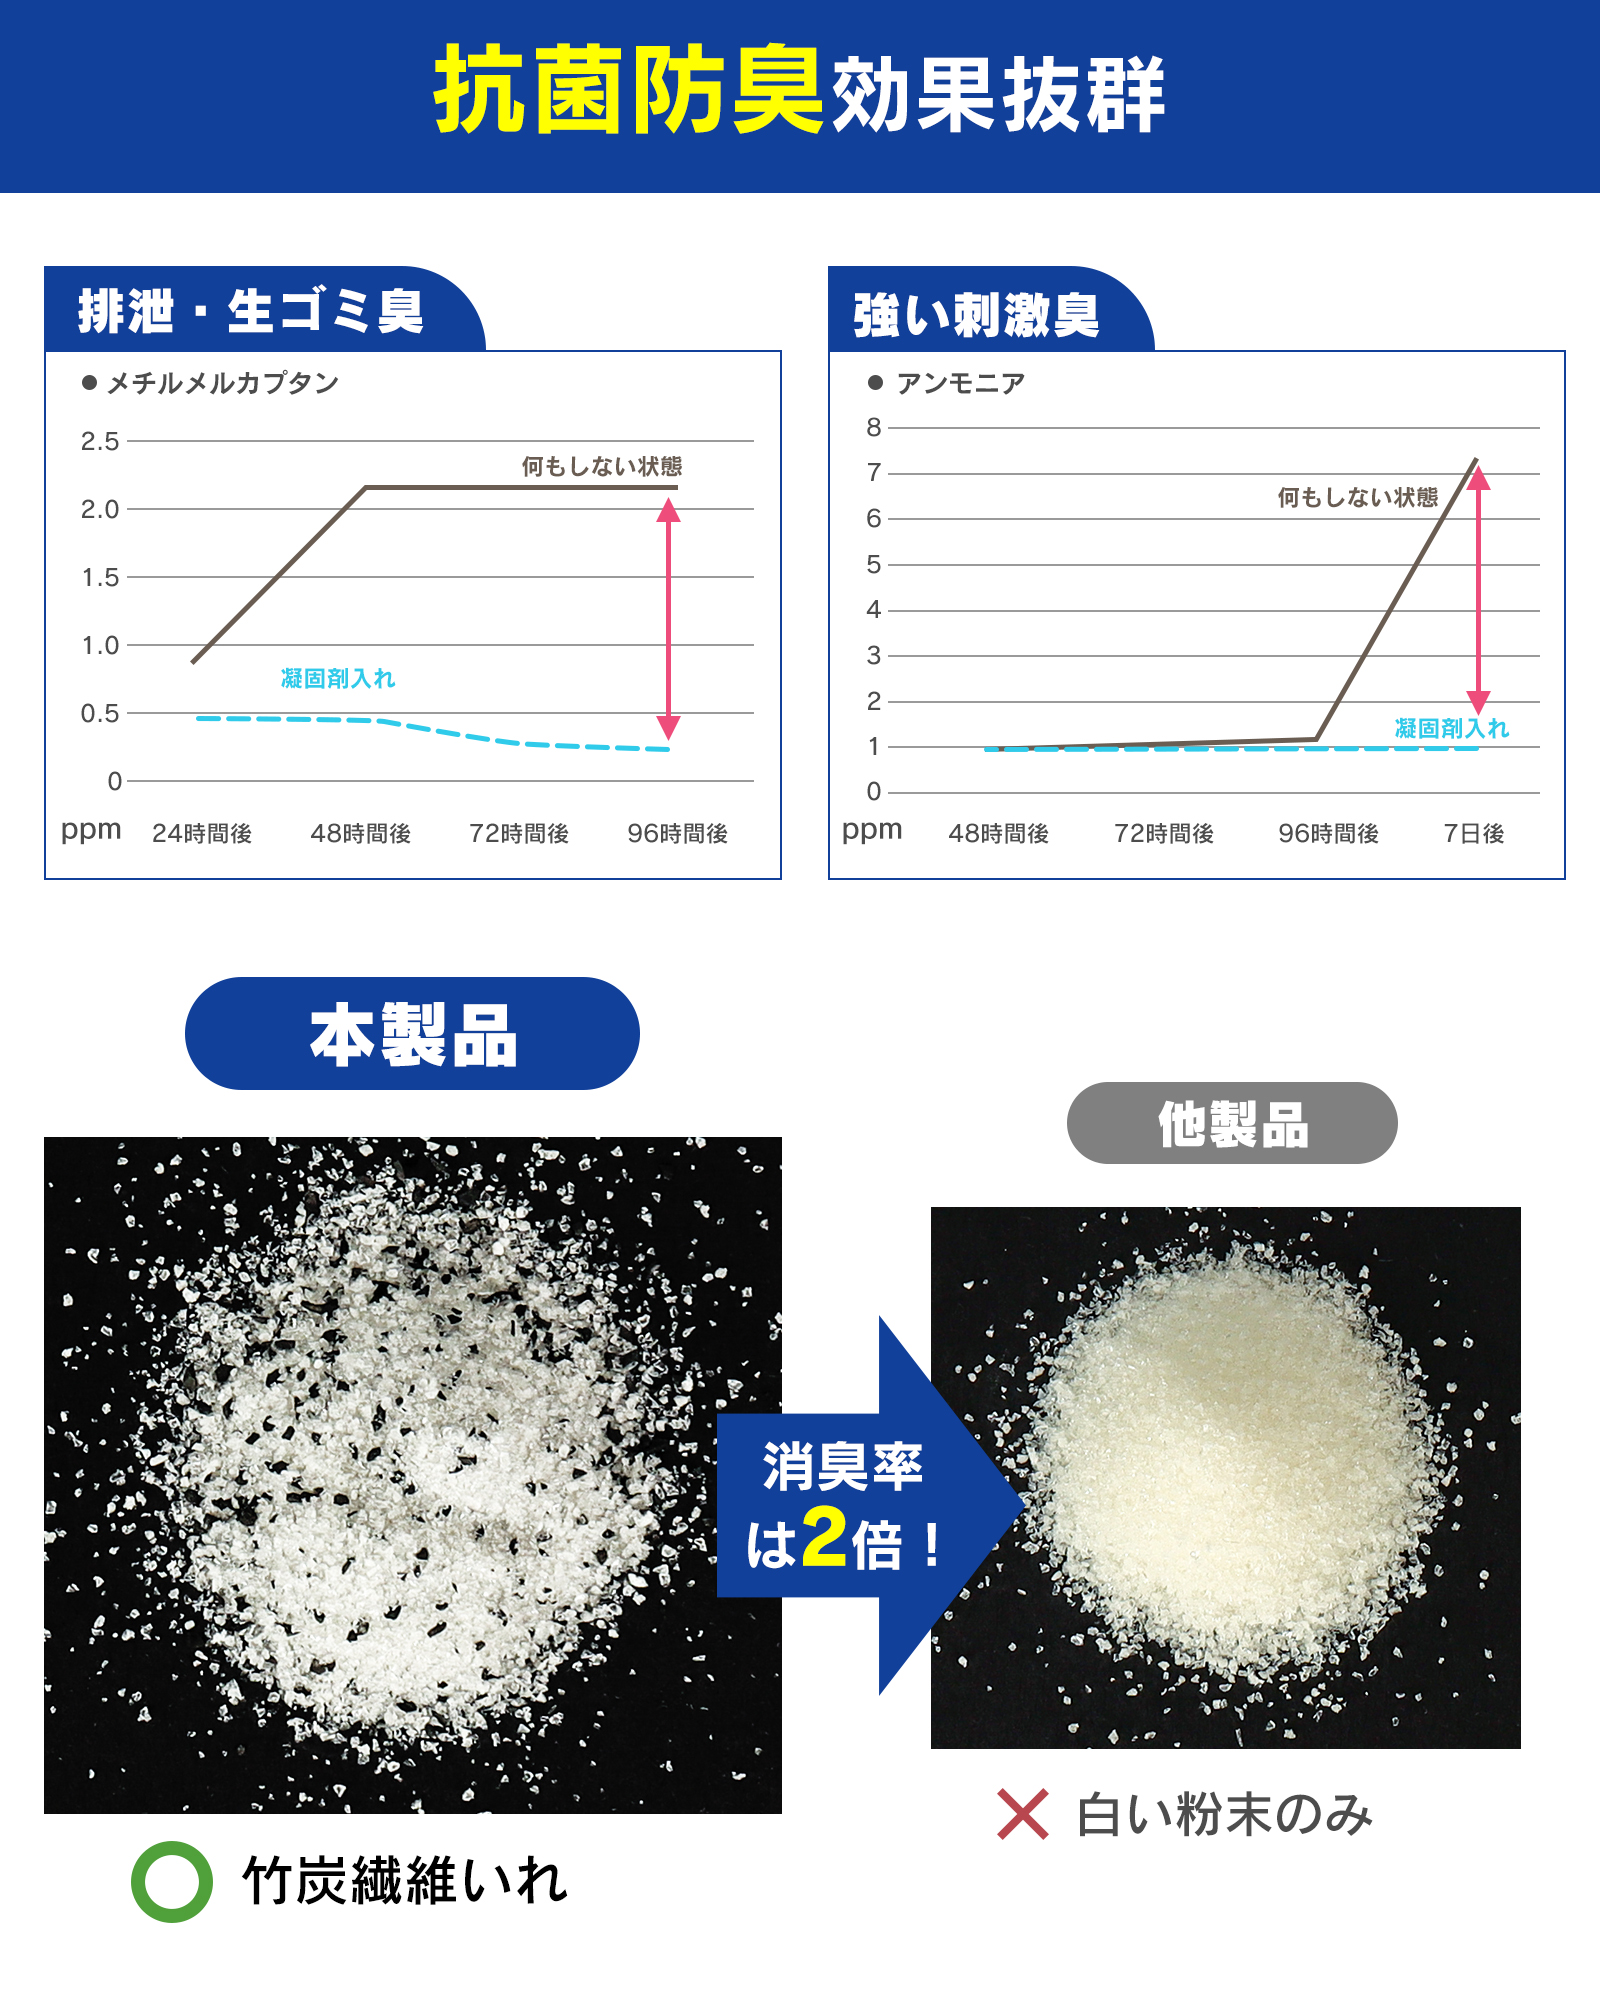 抗菌防臭効果抜群
排泄・生ゴミ臭
● メチルメルカプタン
2.5
何もしない状態
2.0
1.5
1.0
凝固剤入れ
0.5
0
ppm 24時間後 48時間後 72時間後 96時間後
強い刺激臭
● アンモニア
8
7
何もしない状態
6
5
4
3
2
凝固剤入れ
1
0
ppm 48時間後 72時間後 96時間後 7日後
本製品
他製品
消臭率
は2倍！
竹炭繊維いれ
白い粉末のみ